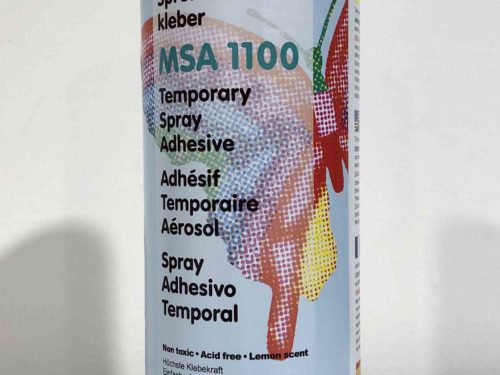 kleber
MSA 1100
Temporary
Spray
Adhesive
Adhésif
Temporaire
Aérosol
Spray
Adhesivo
Temporal
Non toxic • Acid free • Lemon scent
Höchste Klebekraft